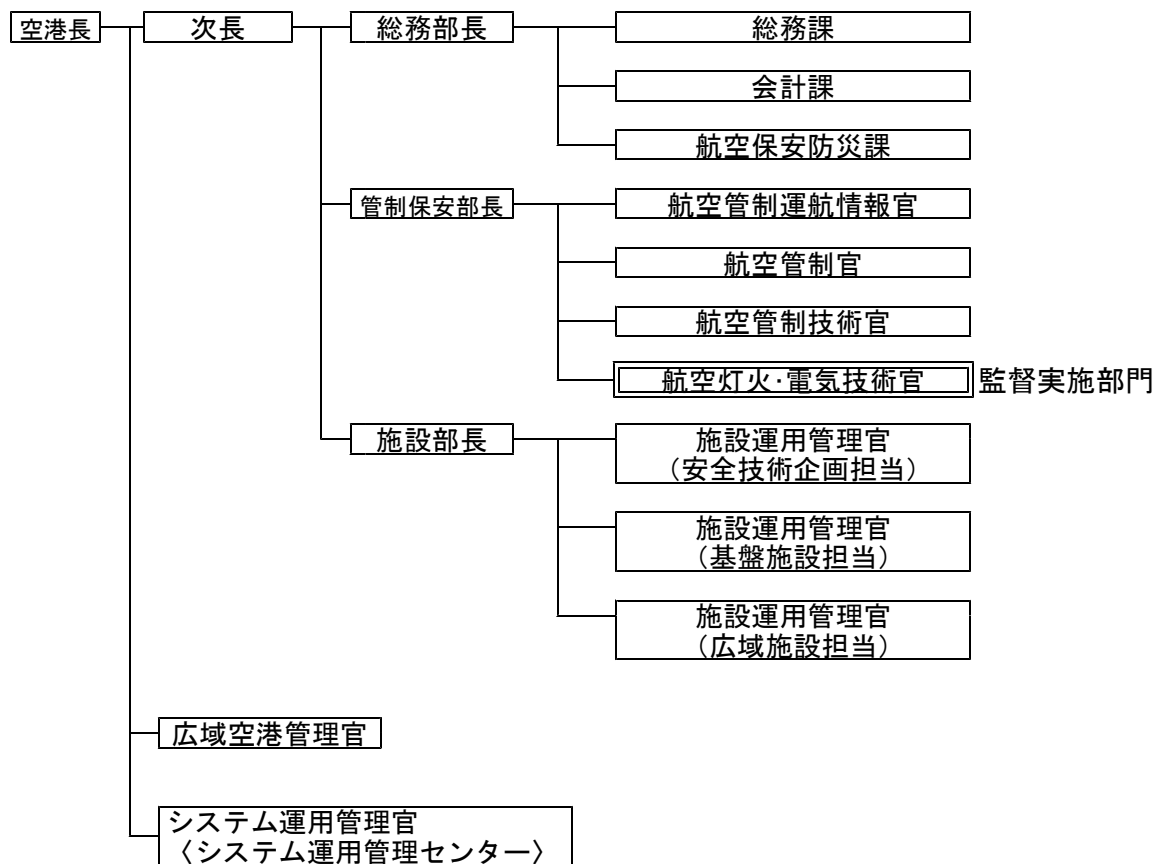 空港長
次長
総務部長
総務課
会計課
航空保安防災課
管制保安部長
航空管制運航情報官
航空管制官
航空管制技術官
航空灯火･電気技術官
監督実施部門
施設部長
施設運用管理官
（安全技術企画担当）
施設運用管理官
（基盤施設担当）
施設運用管理官
（広域施設担当）
広域空港管理官
システム運用管理官
〈システム運用管理センター〉